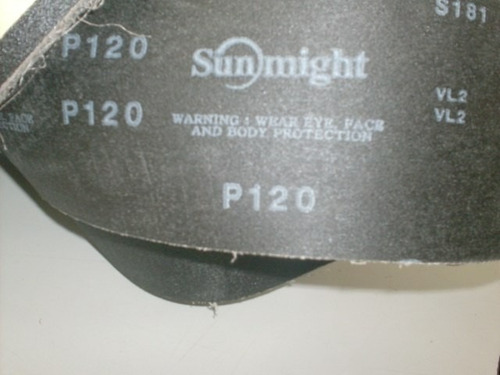 S181
P120
Sunmight
P120
VL2
VL2
WARNING : WEAR EYE, FACE
AND BODY PROTECTION
P120